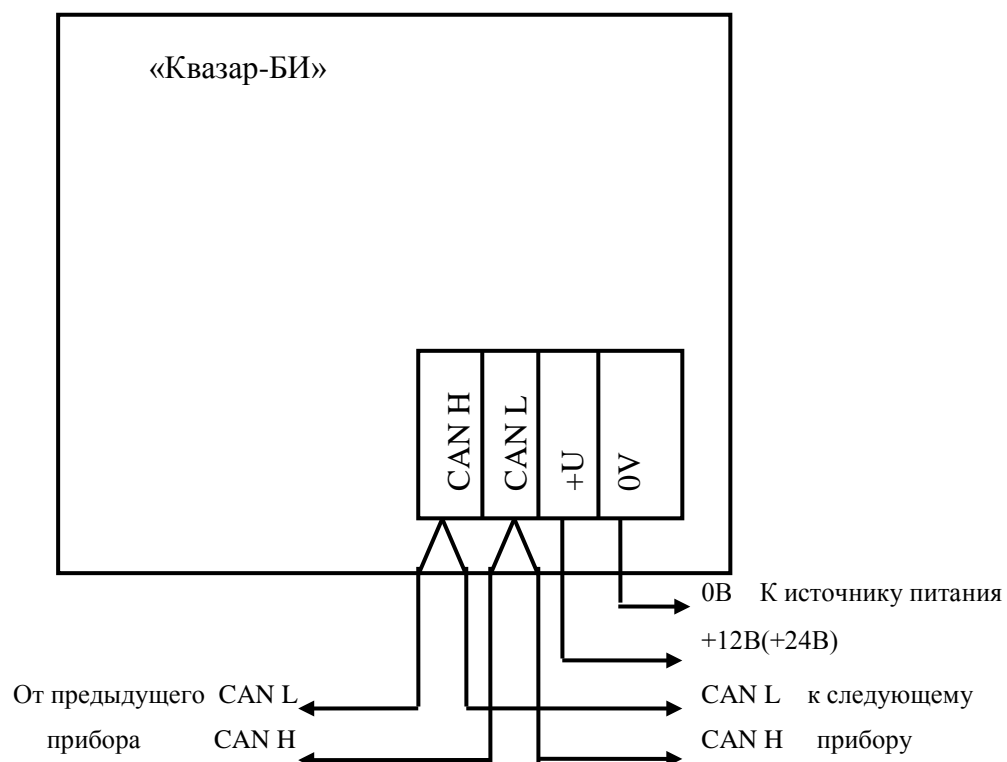 «Квазар-БИ»
CAN H
CAN L
+U
0V
0В К источнику питания
+12В(+24В)
От предыдущего CAN L
CAN L к следующему
прибора CAN H
CAN H прибору